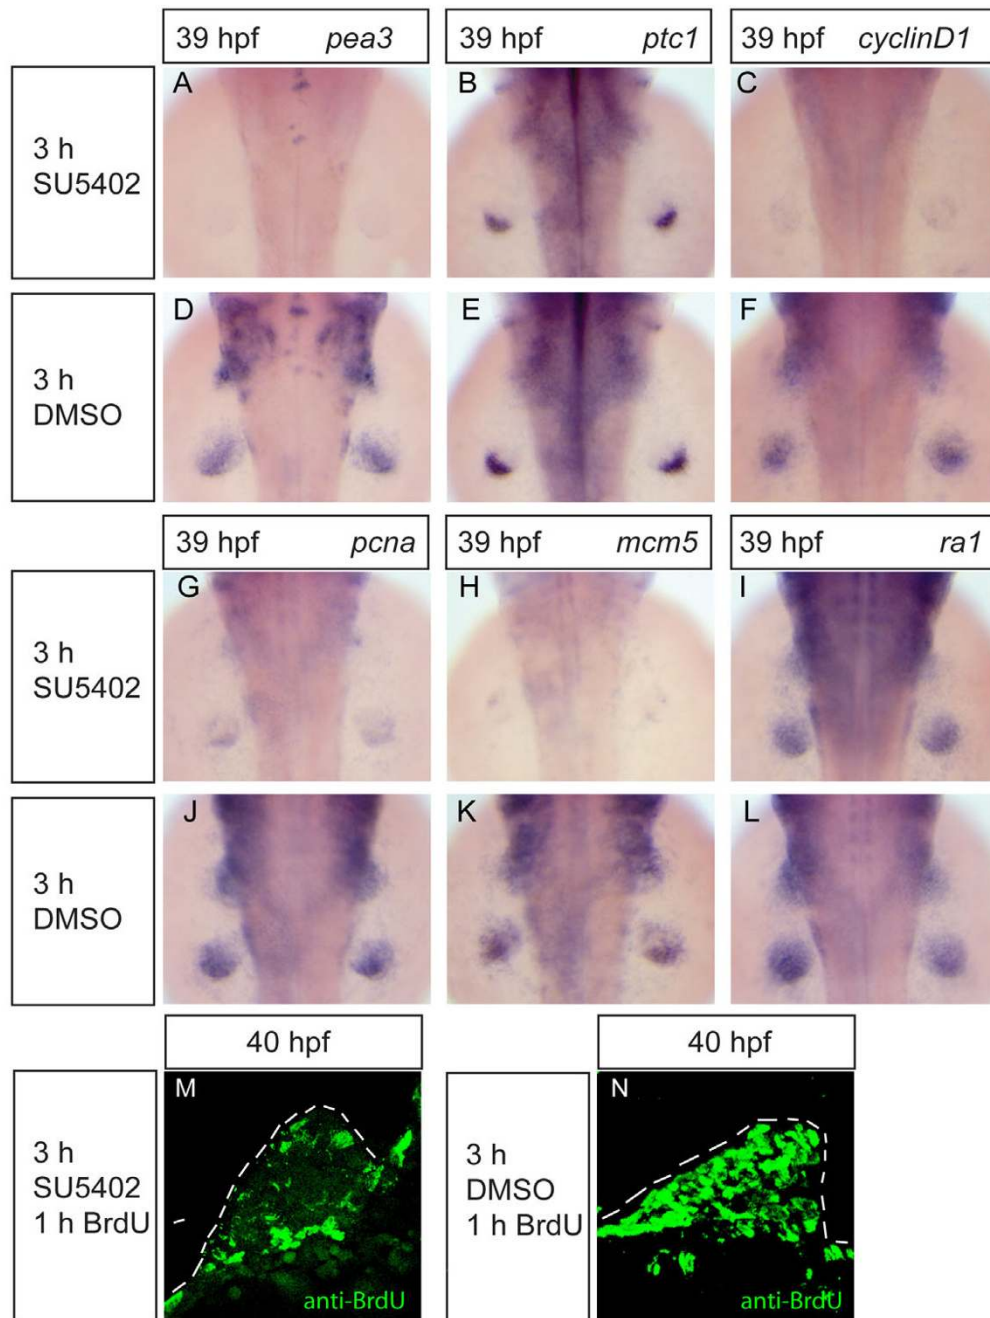 39 hpf pea3
39 hpf ptc1
39 hpf cyclinD1
3 h
SU5402
A
B
C
3 h
DMSO
D
E
F
39 hpf pcna
39 hpf mcm5
39 hpf ra1
3 h
SU5402
G
H
I
3 h
DMSO
J
K
L
40 hpf
40 hpf
3 h
SU5402
1 h BrdU
M
anti-BrdU
3 h
DMSO
1 h BrdU
N
anti-BrdU